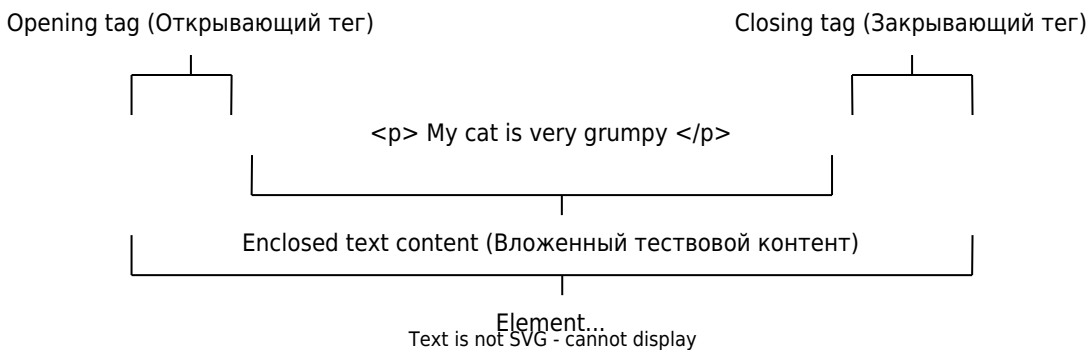 Opening tag (Открывающий тег)
Closing tag (Закрывающий тег)
<p> My cat is very grumpy </p>
Enclosed text content (Вложенный тествовой контент)
Element...
Text is not SVG - cannot display